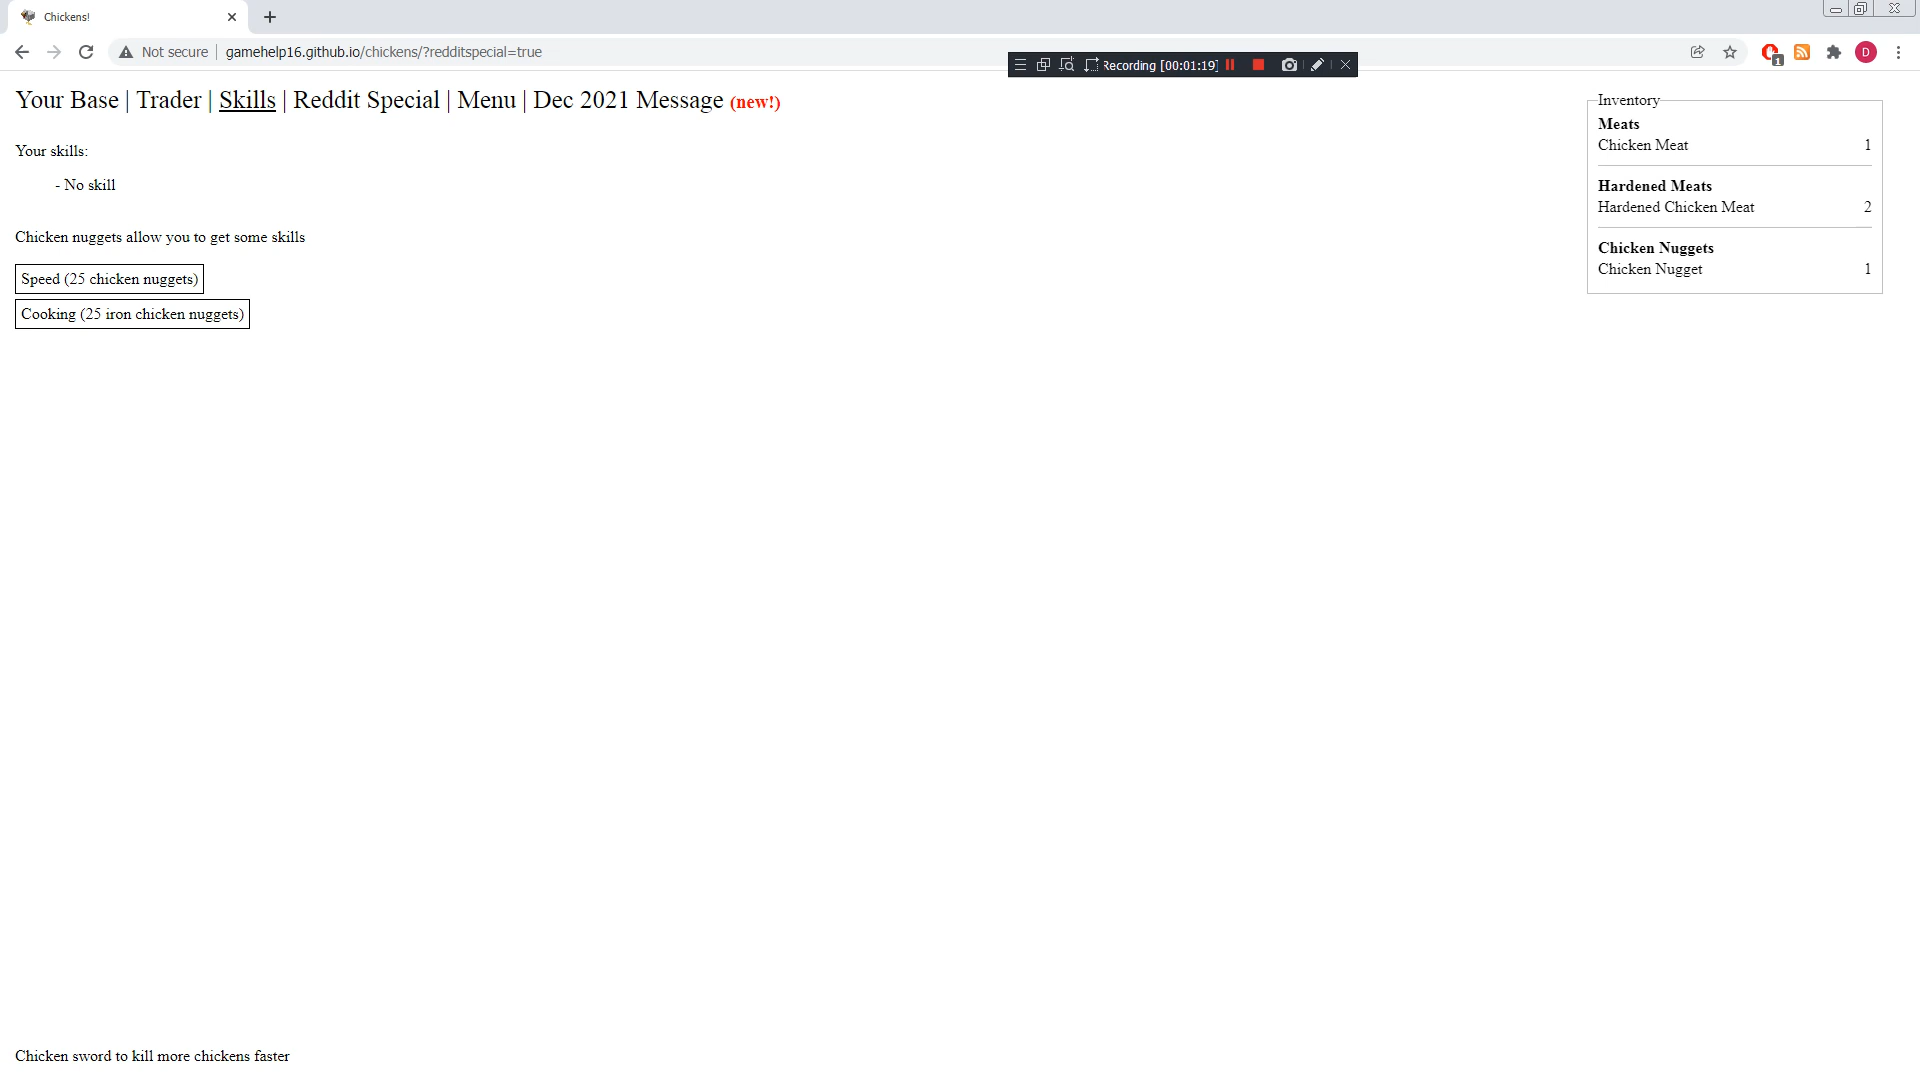 Chickens!
Not secure
gamehelp16.github.io/chickens/?redditspecial=true
1
D
Recording [00:01:19]
Your Base | Trader | Skills | Reddit Special | Menu | Dec 2021 Message (new!)
Your skills:
- No skill
Chicken nuggets allow you to get some skills
Speed (25 chicken nuggets)
Cooking (25 iron chicken nuggets)
Inventory
Meats
Chicken Meat 1
Hardened Meats
Hardened Chicken Meat 2
Chicken Nuggets
Chicken Nugget 1
Chicken sword to kill more chickens faster